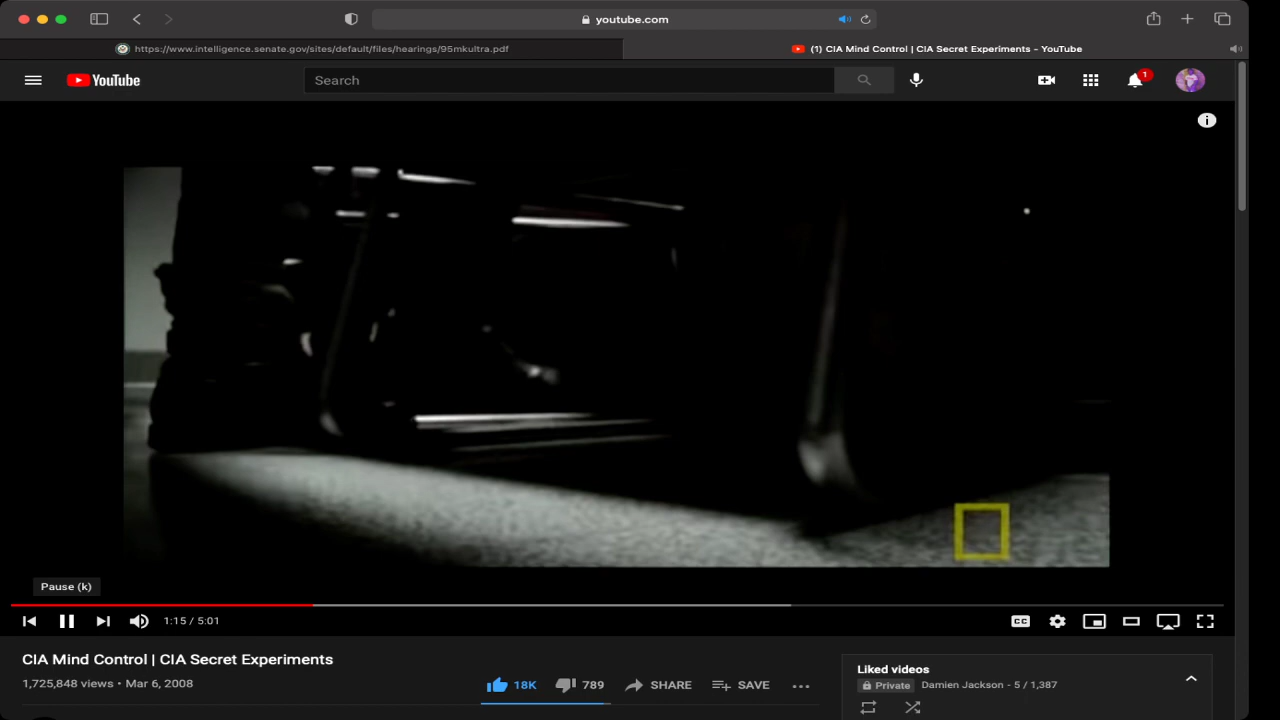 youtube.com
https://www.intelligence.senate.gov/sites/default/files/hearings/95mkultra.pdf
(1) CIA Mind Control | CIA Secret Experiments - YouTube
YouTube
Search
1
Pause (k)
1:15 / 5:01
CC
CIA Mind Control | CIA Secret Experiments
1,725,848 views • Mar 6, 2008
18K
789
SHARE
SAVE
Liked videos
Private
Damien Jackson - 5 / 1,387